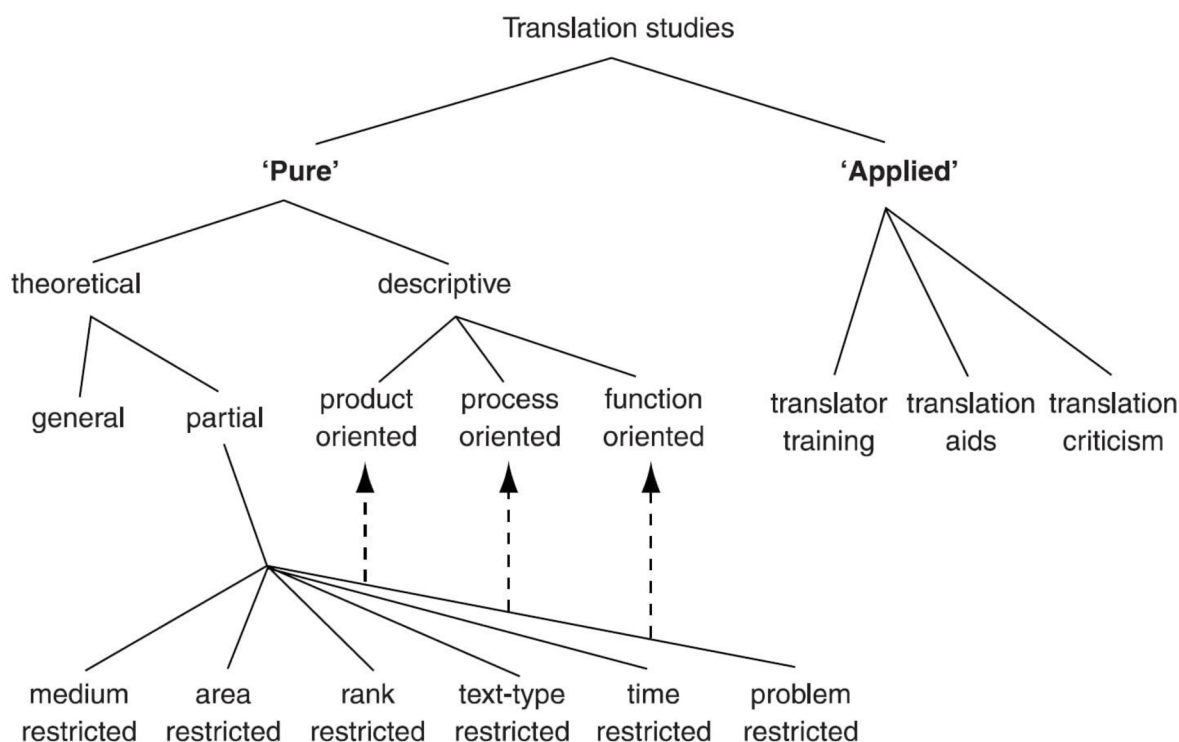 Translation studies
‘Pure’
‘Applied’
theoretical
descriptive
general
partial
product
oriented
process
oriented
function
oriented
translator
training
translation
aids
translation
criticism
medium
restricted
area
restricted
rank
restricted
text-type
restricted
time
restricted
problem
restricted